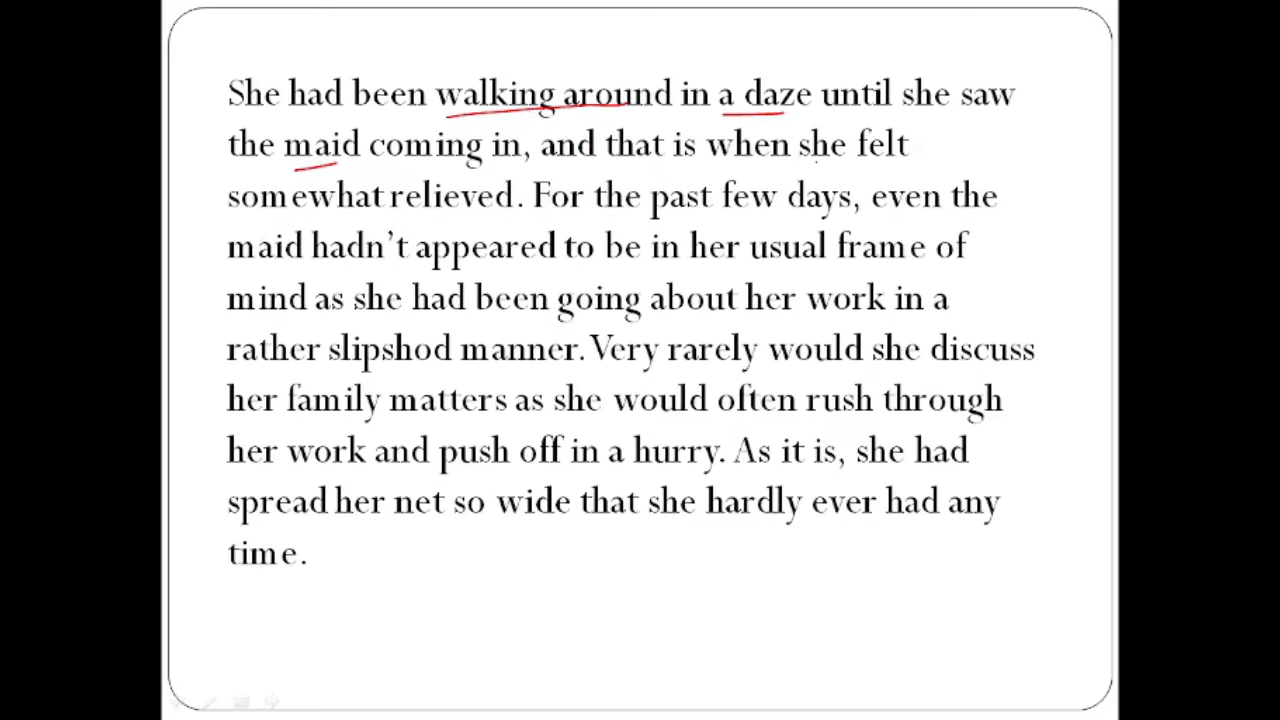 She had been walking around in a daze until she saw
the maid coming in, and that is when she felt
somewhat relieved. For the past few days, even the
maid hadn’t appeared to be in her usual frame of
mind as she had been going about her work in a
rather slipshod manner. Very rarely would she discuss
her family matters as she would often rush through
her work and push off in a hurry. As it is, she had
spread her net so wide that she hardly ever had any
time.